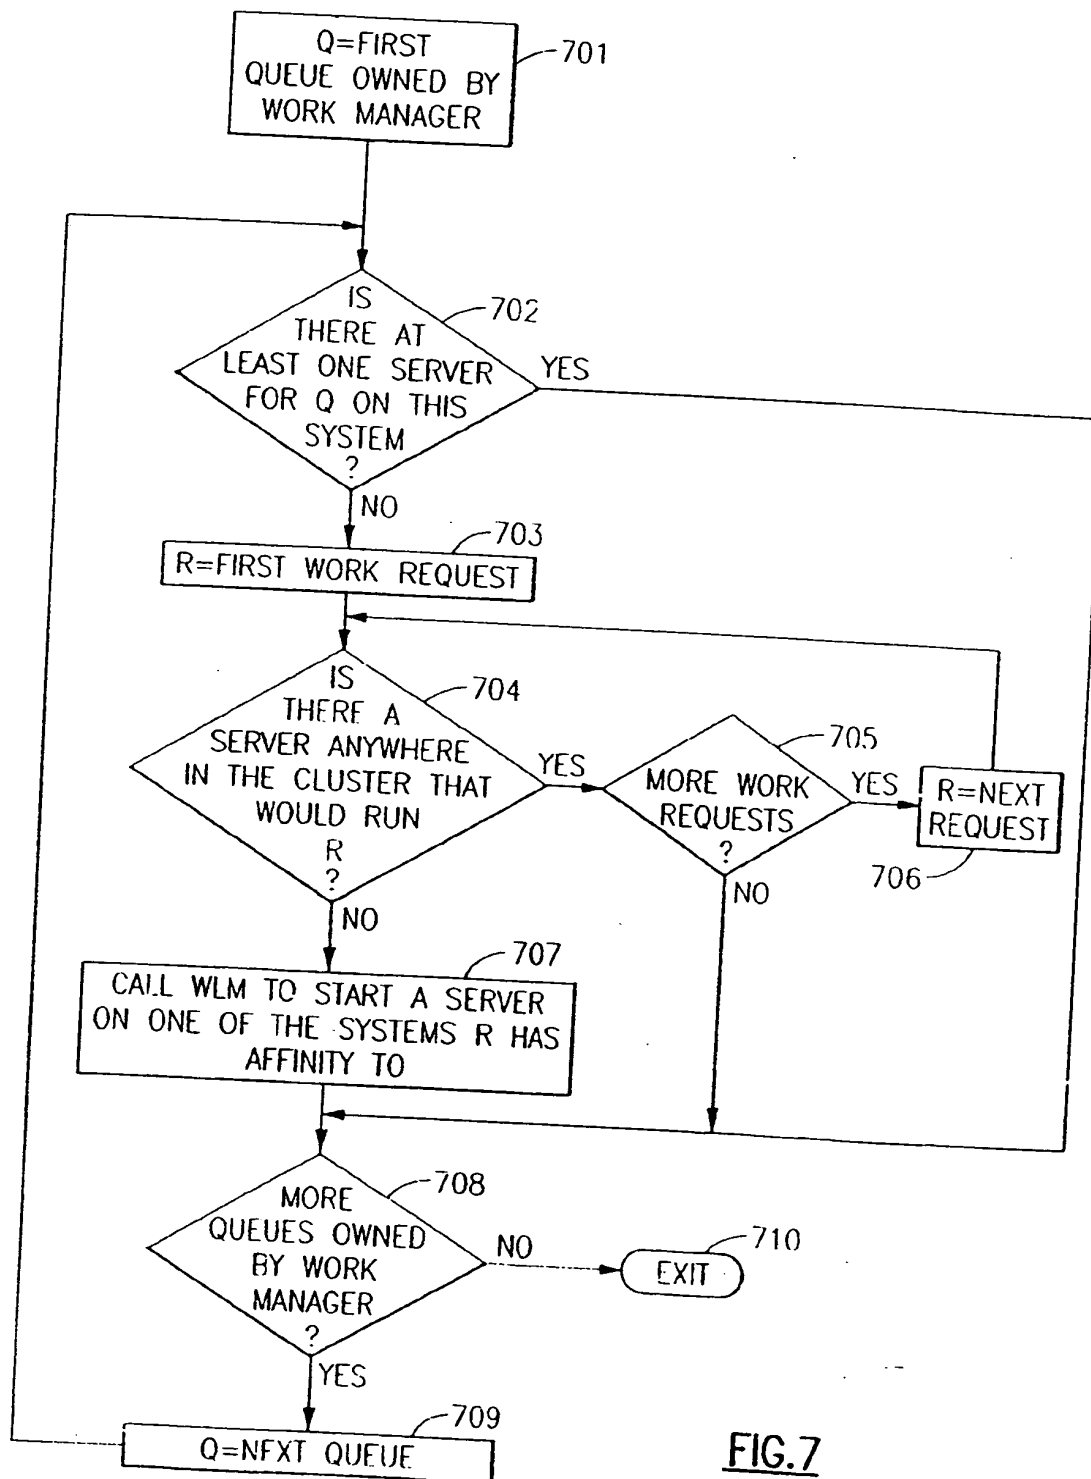 Q=FIRST
QUEUE OWNED BY
WORK MANAGER
701
IS
THERE AT
LEAST ONE SERVER
FOR Q ON THIS
SYSTEM
?
702
YES
NO
703
R=FIRST WORK REQUEST
IS
THERE A
SERVER ANYWHERE
IN THE CLUSTER THAT
WOULD RUN
R
?
704
YES
NO
705
MORE WORK
REQUESTS
?
YES
NO
R=NEXT
REQUEST
706
707
CALL WLM TO START A SERVER
ON ONE OF THE SYSTEMS R HAS
AFFINITY TO
708
MORE
QUEUES OWNED
BY WORK
MANAGER
?
NO
YES
710
EXIT
709
Q=NEXT QUEUE
FIG.7